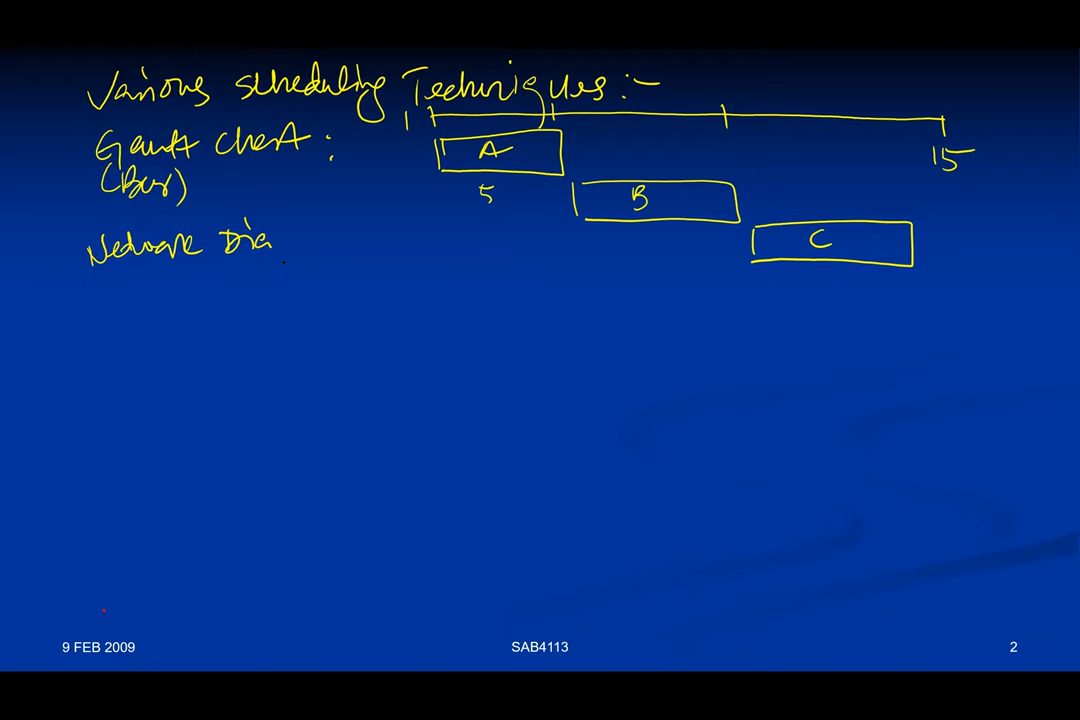 Various Scheduling Techniques :-
Gantt Chart :
(Bar)
15
A
5
B
C
Network Dia
9 FEB 2009
SAB4113
2